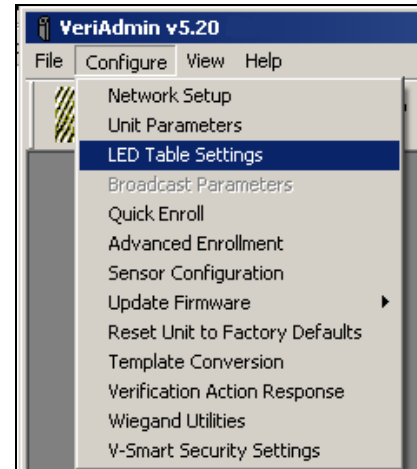 VeriAdmin v5.20
File Configure View Help
Network Setup
Unit Parameters
LED Table Settings
Broadcast Parameters
Quick Enroll
Advanced Enrollment
Sensor Configuration
Update Firmware
Reset Unit to Factory Defaults
Template Conversion
Verification Action Response
Wiegand Utilities
V-Smart Security Settings